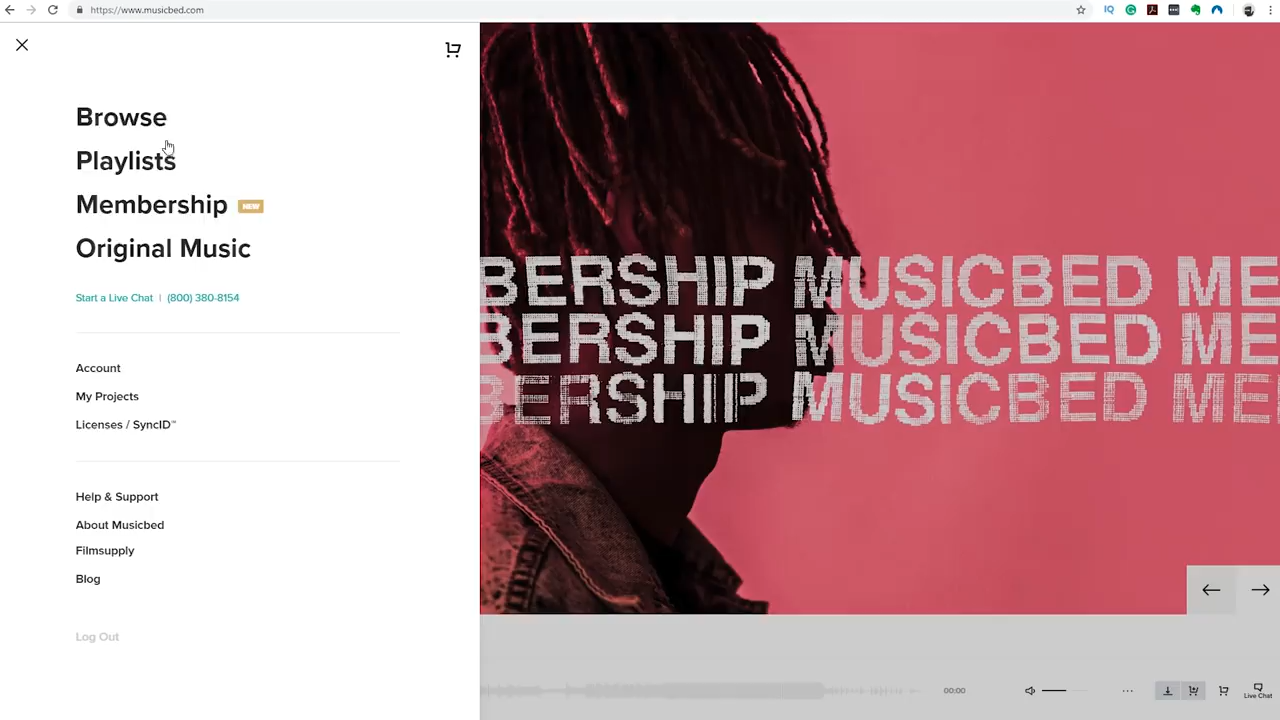 https://www.musicbed.com
IQ
Browse
Playlists
Membership NEW
Original Music
Start a Live Chat | (800) 380-8154
Account
My Projects
Licenses / SyncID™
Help & Support
About Musicbed
Filmsupply
Blog
Log Out
BERSHIP MUSICBED ME
BERSHIP MUSICBED ME
BERSHIP MUSICBED ME
00:00
Live Chat